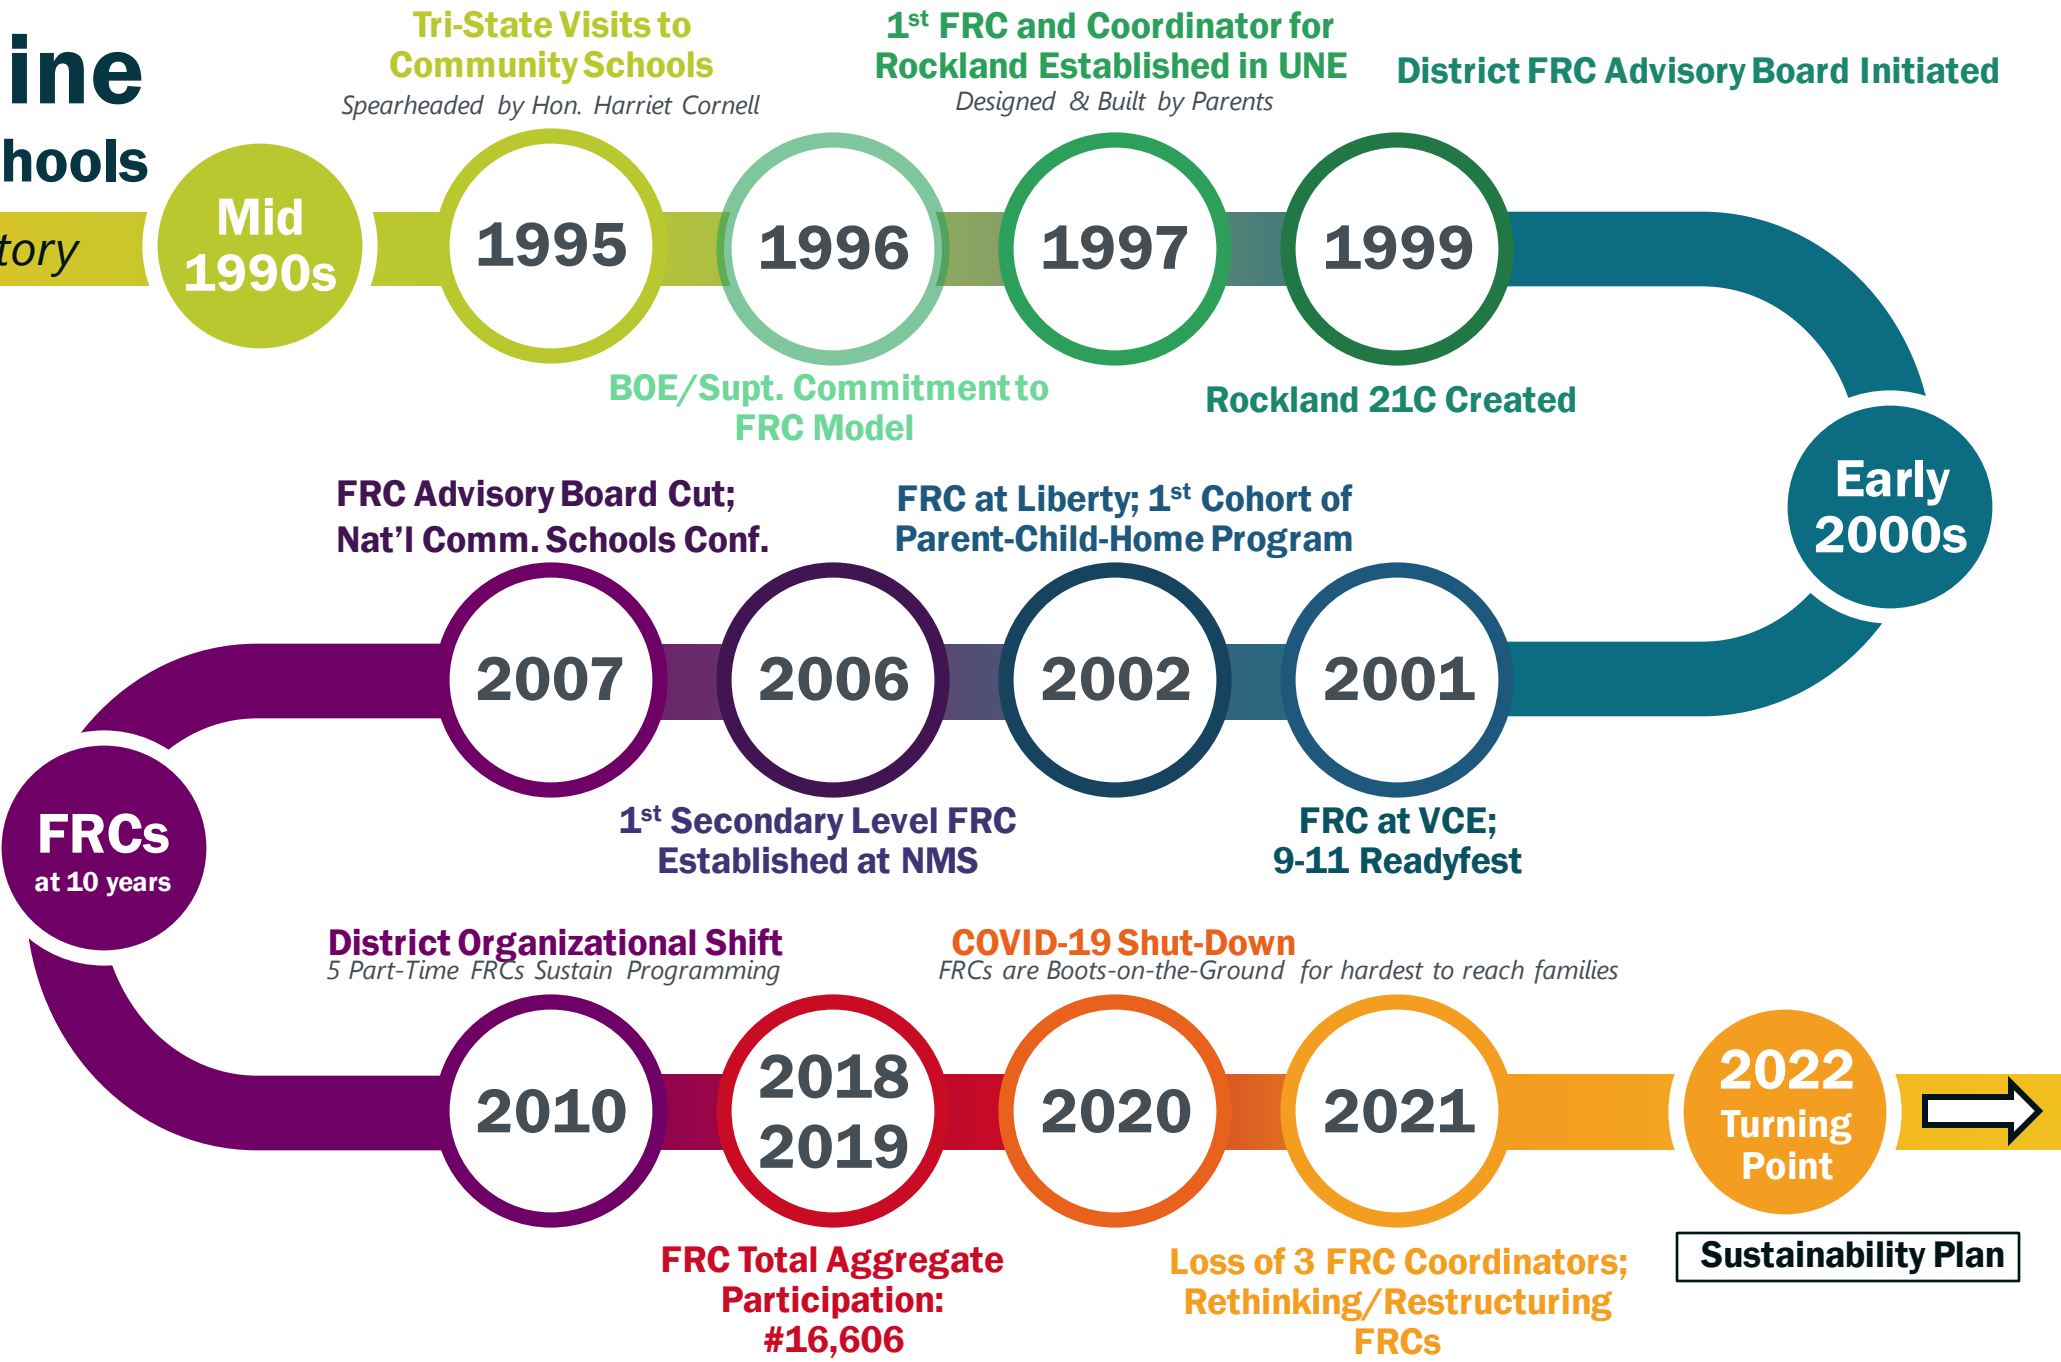 ine
hools
tory
Tri-State Visits to
Community Schools
Spearheaded by Hon. Harriet Cornell
1st FRC and Coordinator for
Rockland Established in UNE
Designed & Built by Parents
District FRC Advisory Board Initiated
Mid
1990s
1995
1996
1997
1999
BOE/Supt. Commitment to
FRC Model
Rockland 21C Created
Early
2000s
FRC Advisory Board Cut;
Nat’l Comm. Schools Conf.
FRC at Liberty; 1st Cohort of
Parent-Child-Home Program
2007
2006
2002
2001
1st Secondary Level FRC
Established at NMS
FRC at VCE;
9-11 Readyfest
FRCs
at 10 years
District Organizational Shift
5 Part-Time FRCs Sustain Programming
COVID-19 Shut-Down
FRCs are Boots-on-the-Ground for hardest to reach families
2010
2018
2019
2020
2021
2022
Turning
Point
FRC Total Aggregate
Participation:
#16,606
Loss of 3 FRC Coordinators;
Rethinking/Restructuring
FRCs
Sustainability Plan